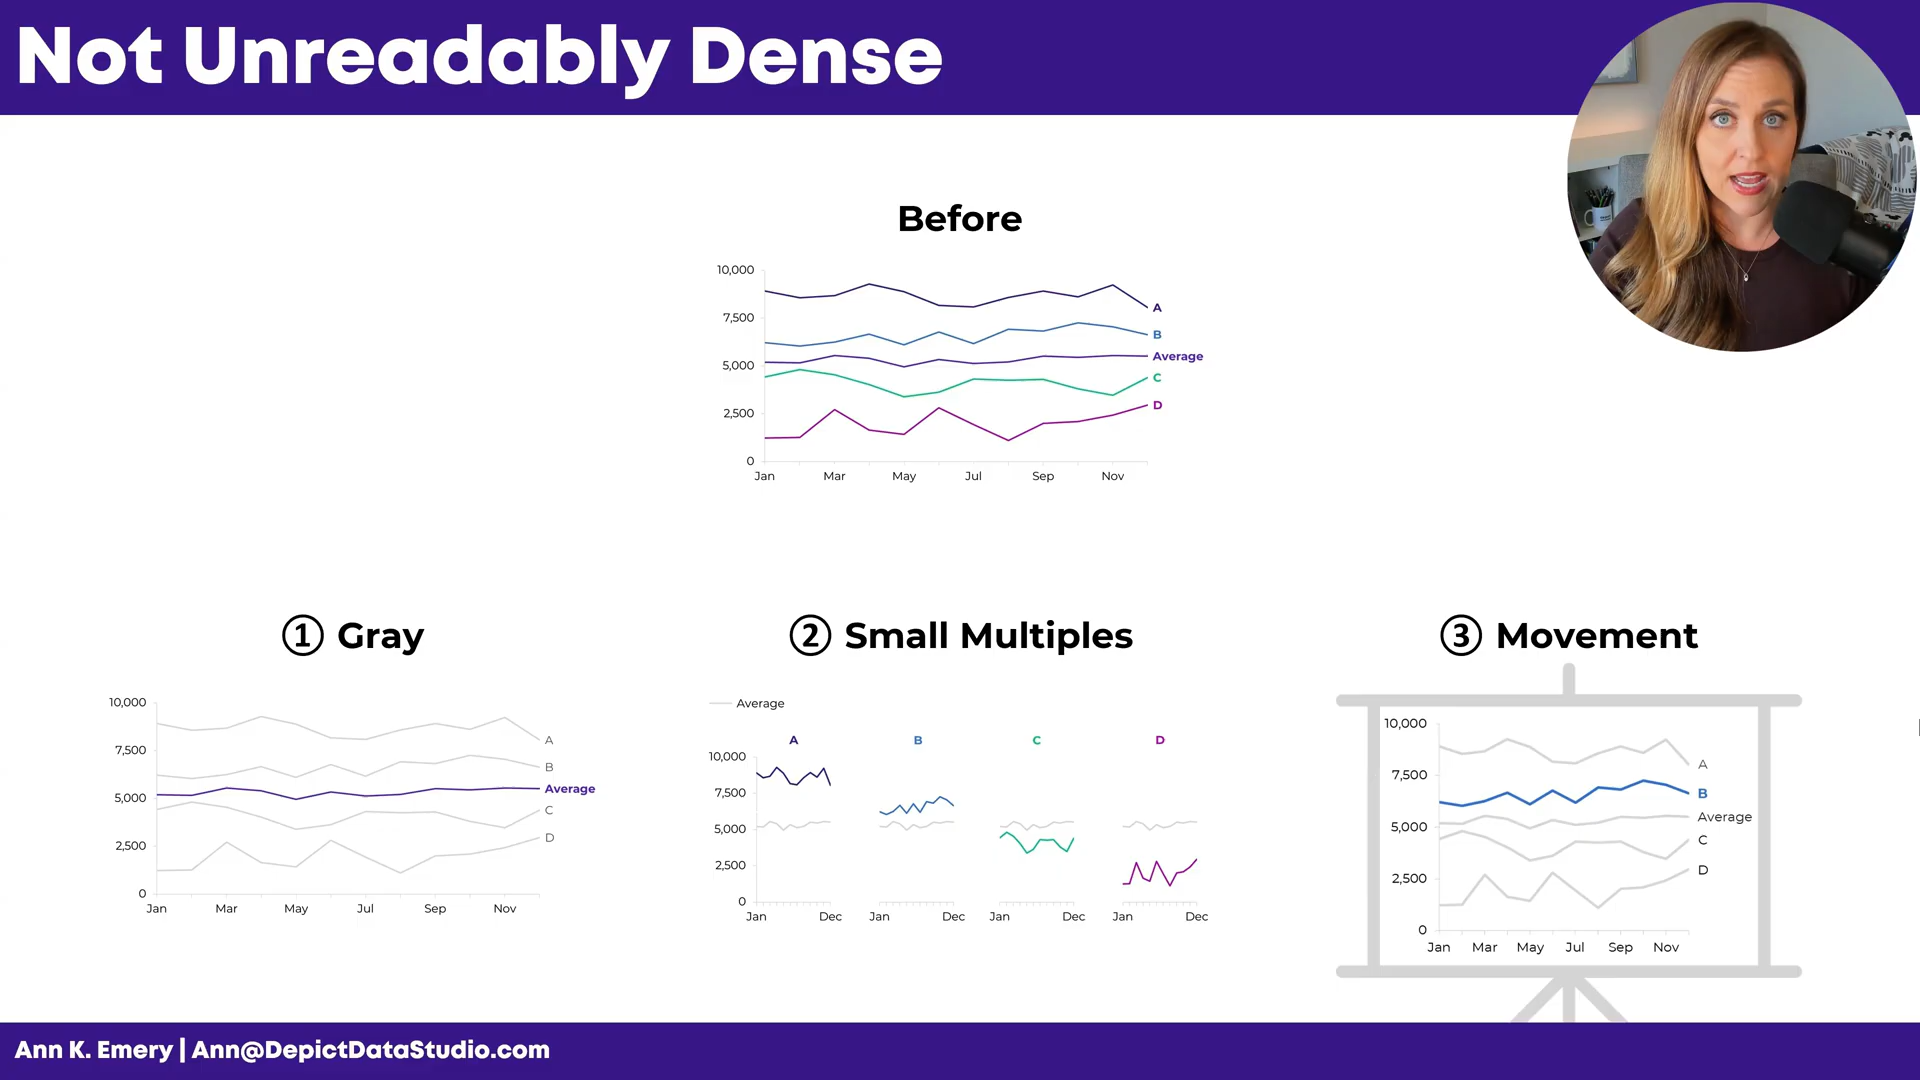 Not Unreadably Dense
Before
10,000
7,500
5,000
2,500
0
A
B
Average
C
D
Jan Mar May Jul Sep Nov
① Gray
10,000
7,500
5,000
2,500
0
A
B
Average
C
D
Jan Mar May Jul Sep Nov
② Small Multiples
Average
A B C D
10,000
7,500
5,000
2,500
0
Jan Dec Jan Dec Jan Dec Jan Dec
③ Movement
10,000
7,500
5,000
2,500
0
A
B
Average
C
D
Jan Mar May Jul Sep Nov
Ann K. Emery | Ann@DepictDataStudio.com